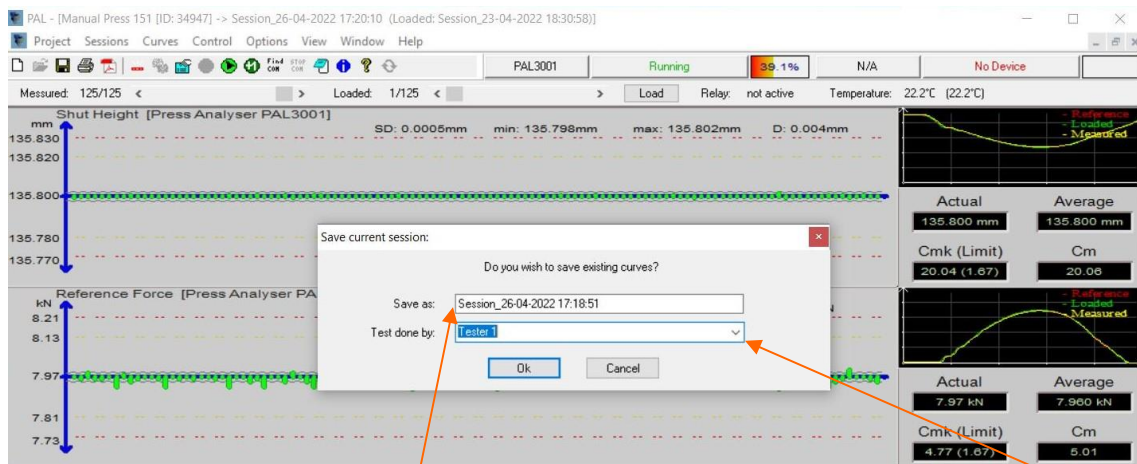 PAL - [Manual Press 151 [ID: 34947] -> Session_26-04-2022 17:20:10 (Loaded: Session_23-04-2022 18:30:58)]
Project Sessions Curves Control Options View Window Help
Find COM STOP COM PAL3001 Running 39.1% N/A No Device
Messured: 125/125 < > Loaded: 1/125 < > Load Relay: not active Temperature: 22.2°C (22.2°C)
Shut Height [Press Analyser PAL3001]
mm
SD: 0.0005mm min: 135.798mm max: 135.802mm D: 0.004mm
135.830
135.820
135.800
135.780
135.770
- Reference
- Loaded
- Measured
Actual Average
135.800 mm 135.800 mm
Cmk (Limit) Cm
20.04 (1.67) 20.06
Save current session:
Do you wish to save existing curves?
Save as: Session_26-04-2022 17:18:51
Test done by: Tester 1
Ok Cancel
Reference Force [Press Analyser PA
kN
8.21
8.13
7.97
7.81
7.73
- Reference
- Loaded
- Measured
Actual Average
7.97 kN 7.960 kN
Cmk (Limit) Cm
4.77 (1.67) 5.01